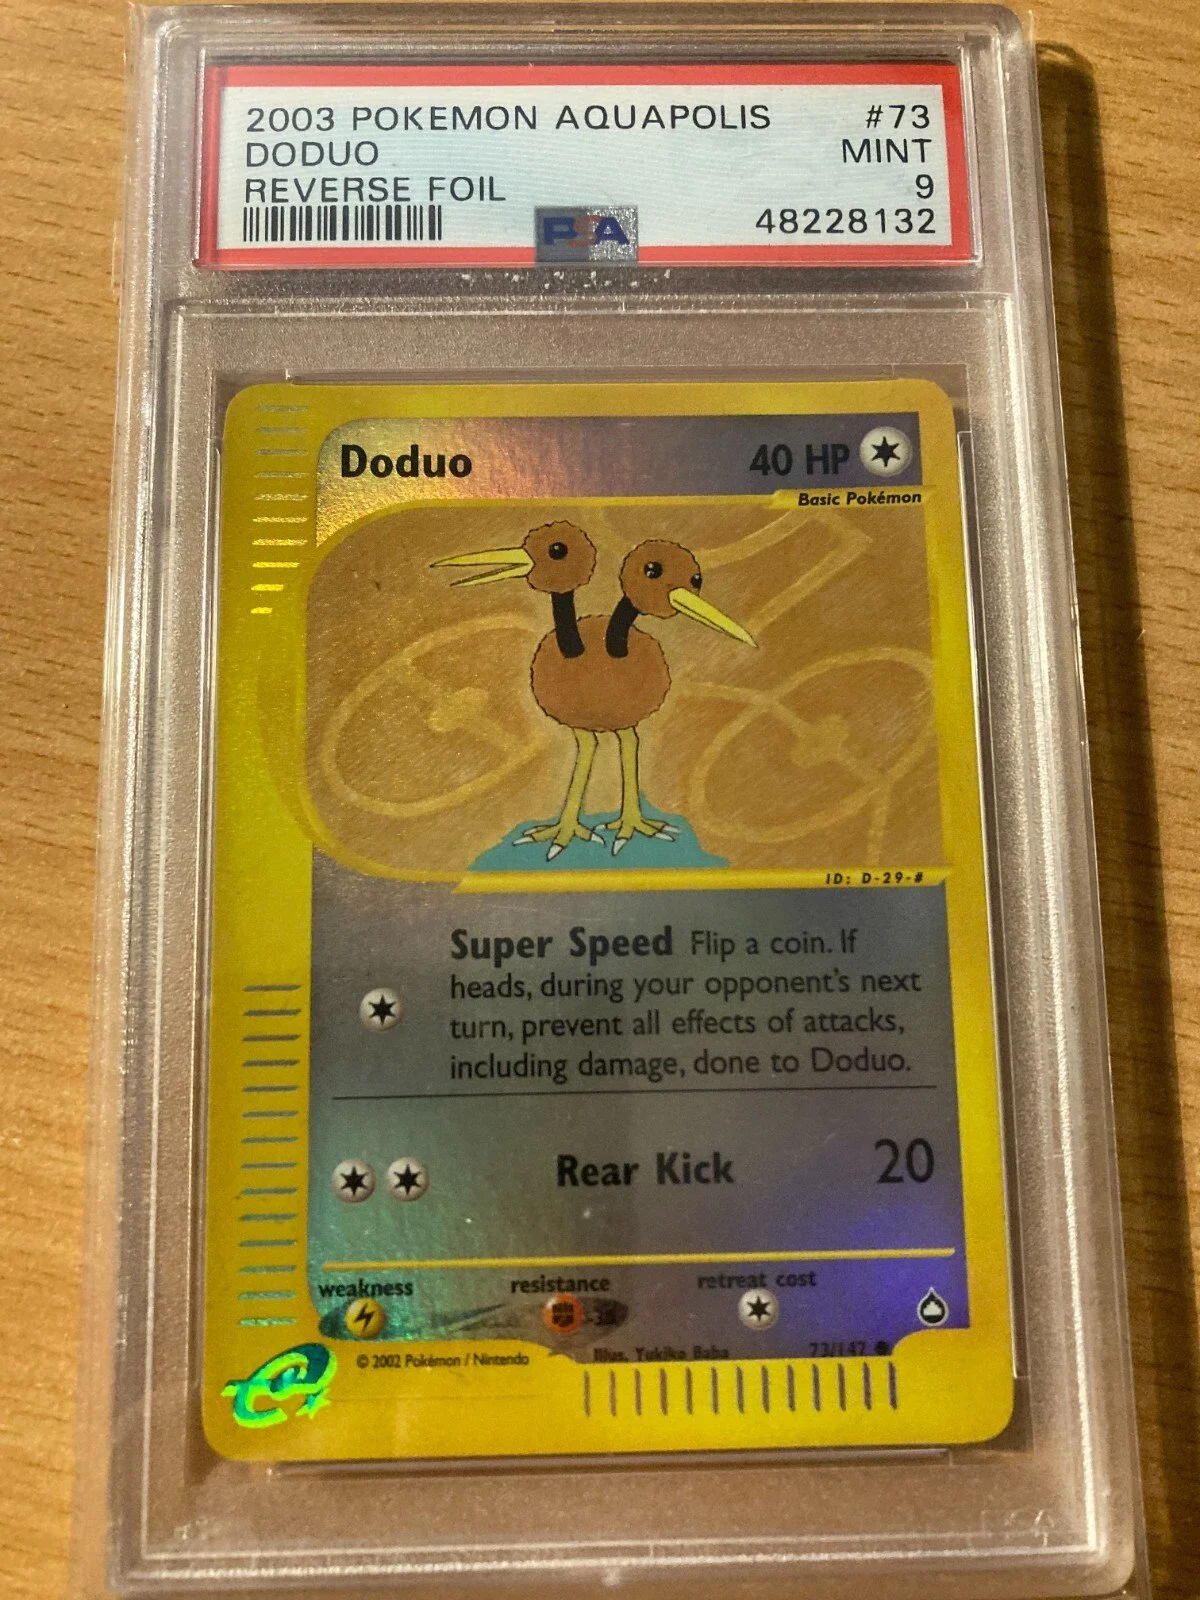 2003 POKEMON AQUAPOLIS #73
DODUO MINT
REVERSE FOIL 9
PSA 48228132
Doduo 40 HP
Basic Pokémon
ID: D-29-#
Super Speed Flip a coin. If
heads, during your opponent's next
turn, prevent all effects of attacks,
including damage, done to Doduo.
Rear Kick 20
weakness resistance retreat cost
-30
© 2002 Pokémon / Nintendo Illus. Yukiko Baba 73/147
e